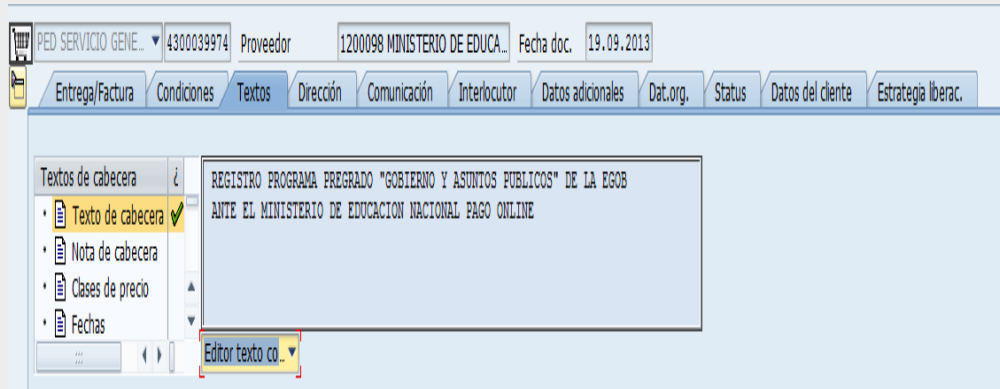 PED SERVICIO GENE... 4300039974 Proveedor 1200098 MINISTERIO DE EDUCA... Fecha doc. 19.09.2013
Entrega/Factura Condiciones Textos Dirección Comunicación Interlocutor Datos adicionales Dat.org. Status Datos del cliente Estrategia liberac.
Textos de cabecera ¿
Texto de cabecera
Nota de cabecera
Clases de precio
Fechas
REGISTRO PROGRAMA PREGRADO "GOBIERNO Y ASUNTOS PUBLICOS" DE LA EGOB
ANTE EL MINISTERIO DE EDUCACION NACIONAL PAGO ONLINE
Editor texto co...